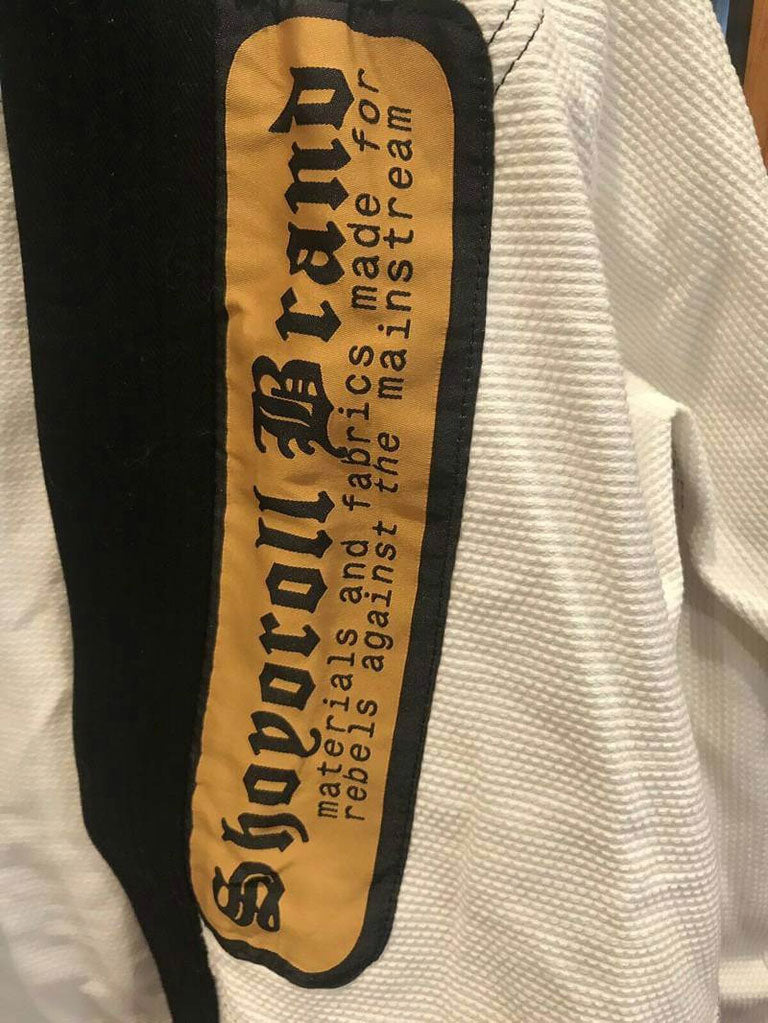 Shoyoroll Brand
materials and fabrics made for
rebels against the mainstream